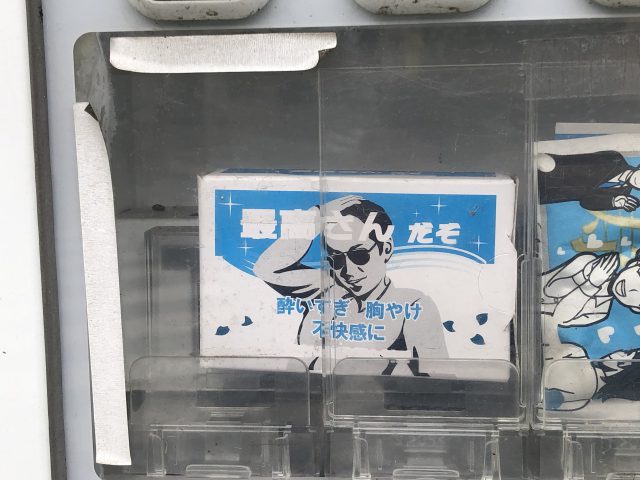 最高さん だぞ
酔いすぎ 胸やけ
不快感に